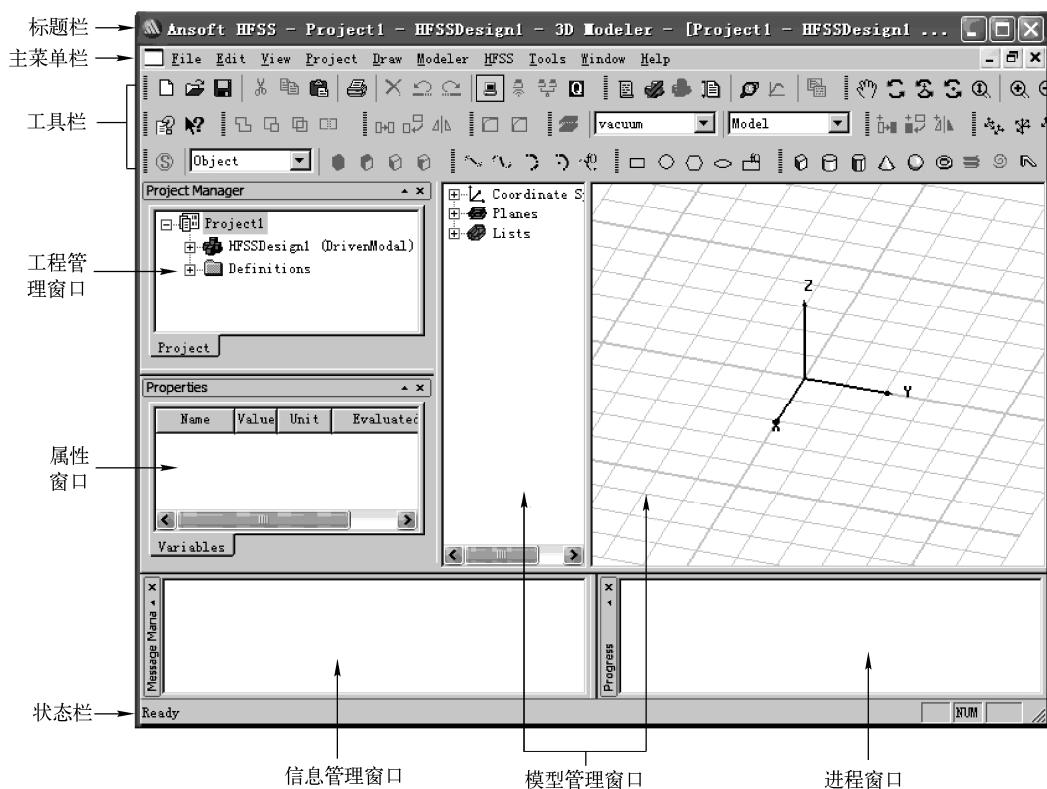 标题栏
Ansoft HFSS - Project1 - HFSSDesign1 - 3D Modeler - [Project1 - HFSSDesign1 ...
主菜单栏
File Edit View Project Draw Modeler HFSS Tools Window Help
工具栏
vacuum
Model
Object
Project Manager
Project1
HFSSDesign1 (DrivenModal)
Definitions
工程管
理窗口
Project
Coordinate S
Planes
Lists
Z
Y
X
Properties
Name Value Unit Evaluated
属性
窗口
Variables
Message Mana
Progress
状态栏
Ready
NUM
信息管理窗口
模型管理窗口
进程窗口